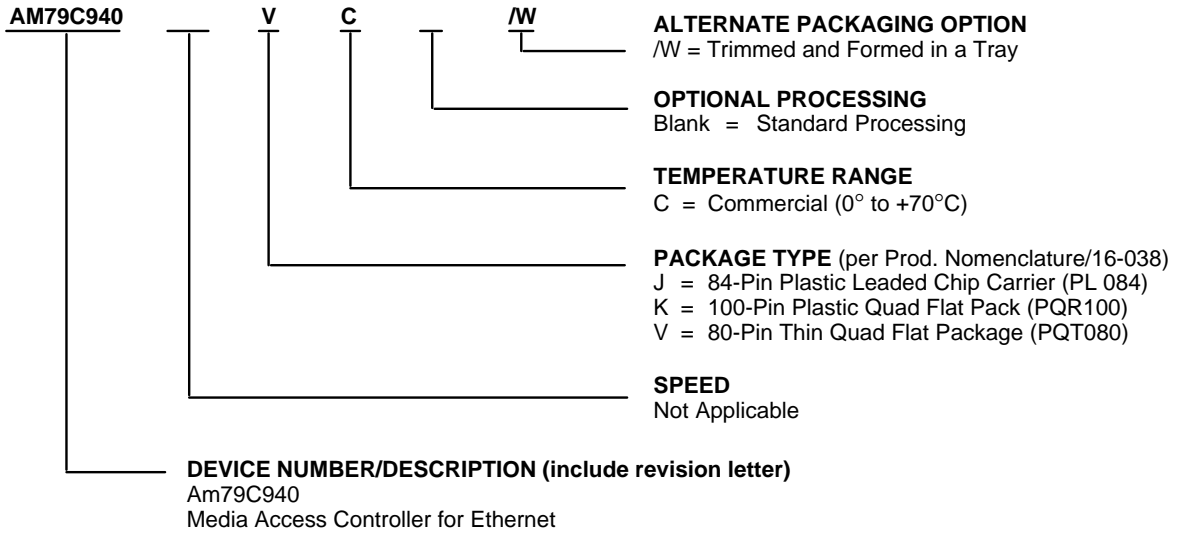 AM79C940 V C /W
ALTERNATE PACKAGING OPTION
/W = Trimmed and Formed in a Tray
OPTIONAL PROCESSING
Blank = Standard Processing
TEMPERATURE RANGE
C = Commercial (0° to +70°C)
PACKAGE TYPE (per Prod. Nomenclature/16-038)
J = 84-Pin Plastic Leaded Chip Carrier (PL 084)
K = 100-Pin Plastic Quad Flat Pack (PQR100)
V = 80-Pin Thin Quad Flat Package (PQT080)
SPEED
Not Applicable
DEVICE NUMBER/DESCRIPTION (include revision letter)
Am79C940
Media Access Controller for Ethernet